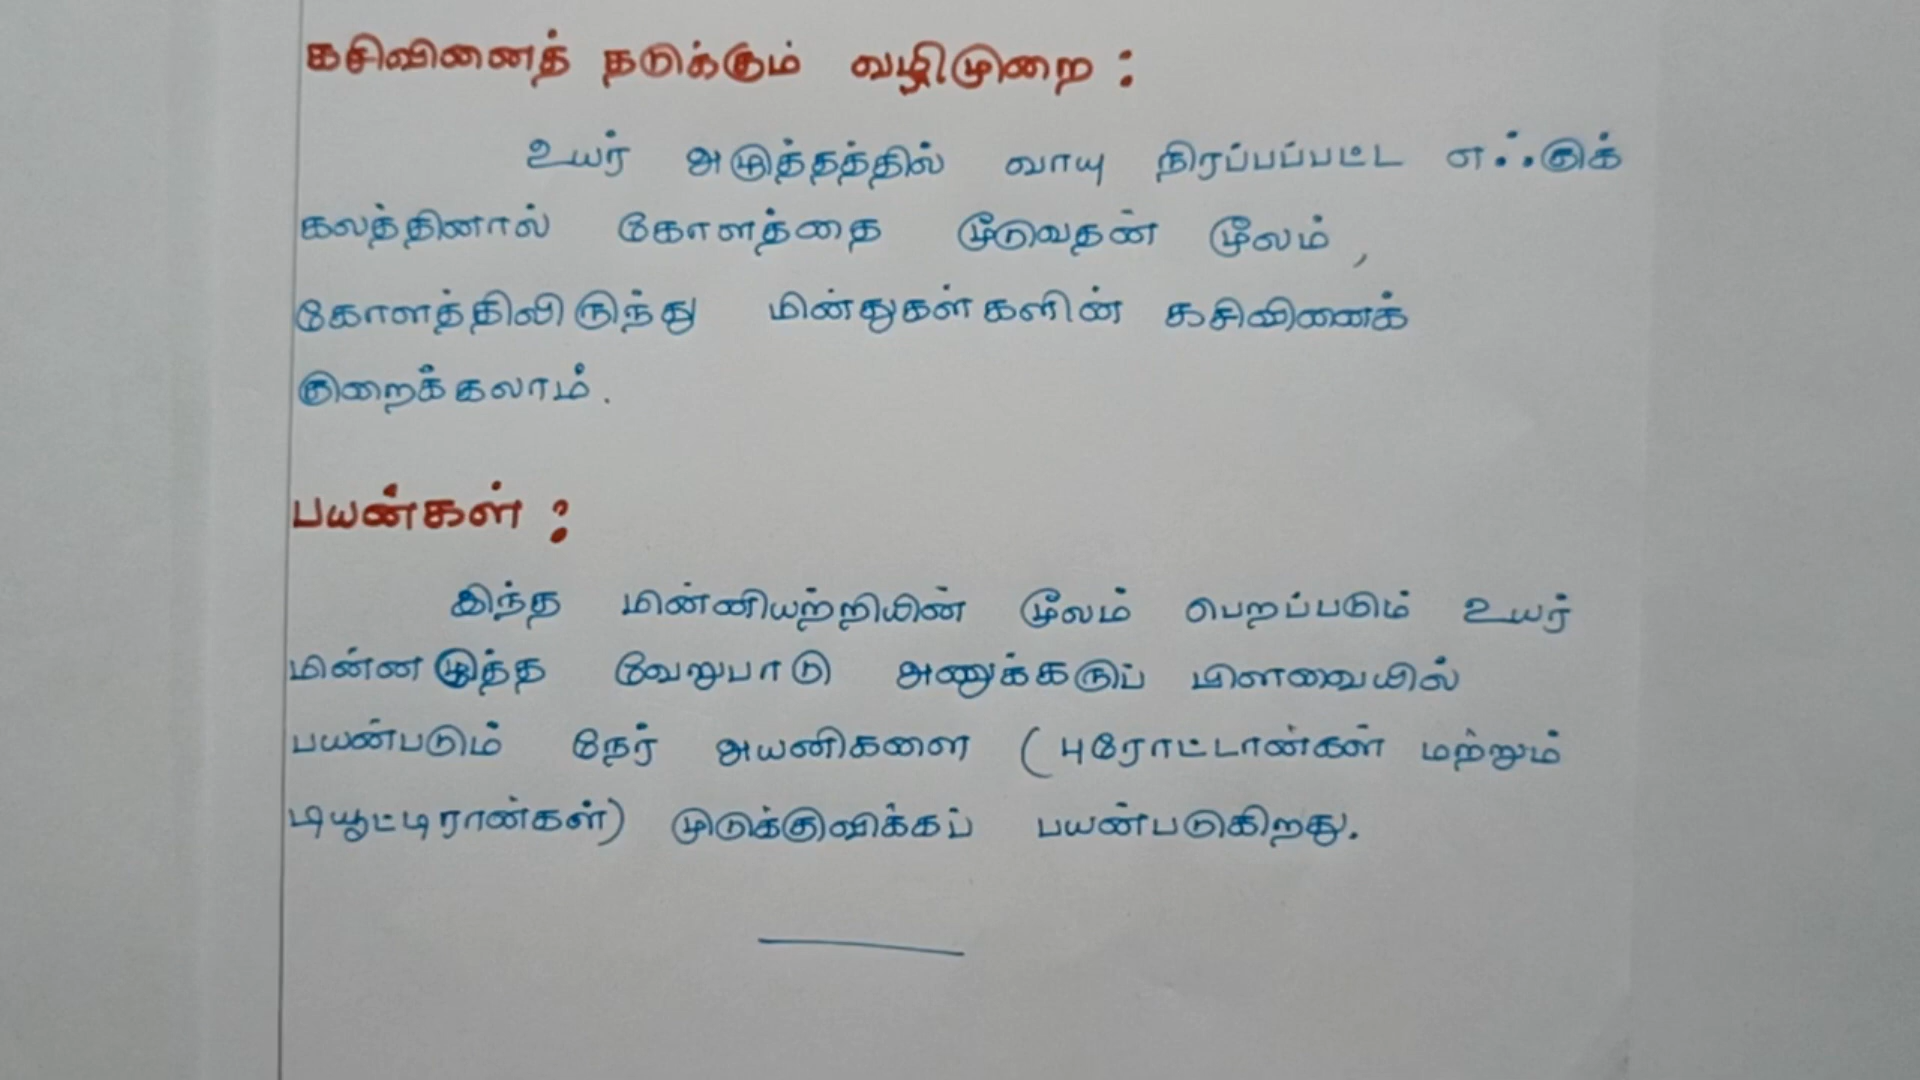 கசிவினைத் தடுக்கும் வழிமுறை :
உயர் அழுத்தத்தில் வாயு நிரப்பப்பட்ட எஃகுக்
கலத்தினால் கோளத்தை மூடுவதன் மூலம் ,
கோளத்திலிருந்து மின்துகள்களின் கசிவினைக்
குறைக்கலாம் .
பயன்கள் :
இந்த மின்னியற்றியின் மூலம் பெறப்படும் உயர்
மின்னழுத்த வேறுபாடு அணுக்கருப் பிளவையில்
பயன்படும் நேர் அயனிகளை ( புரோட்டான்கள் மற்றும்
டியூட்டிரான்கள் ) முடுக்குவிக்கப் பயன்படுகிறது .